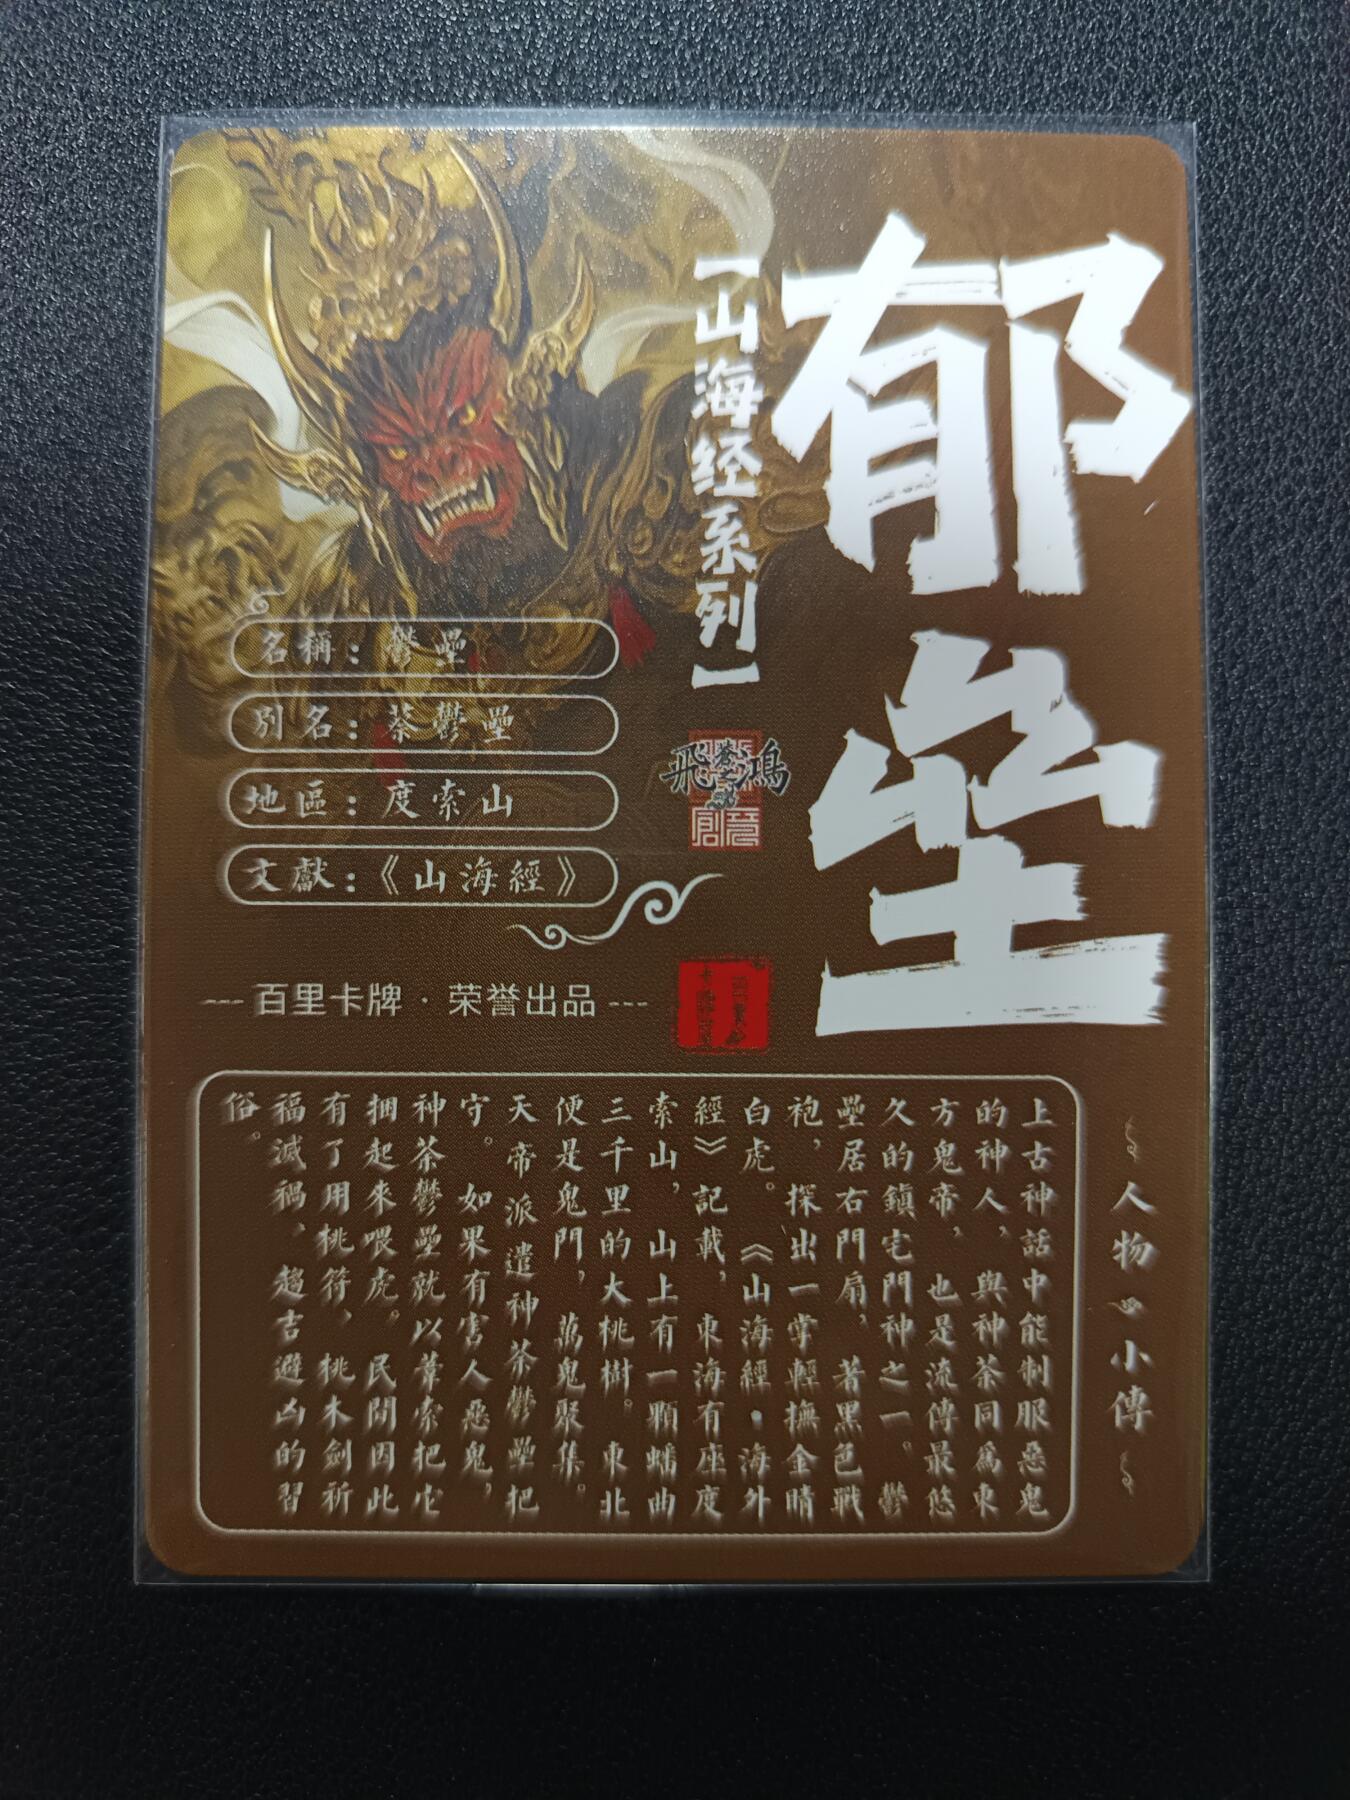 郁垒
【山海经系列】
飛鴻
名稱：鬱壘
別名：荼鬱壘
地區：度索山
文獻：《山海經》
---百里卡牌 · 荣誉出品---
人物小傳
上古神話中能制服惡鬼
的神人，與神荼同為東
方鬼帝，也是流傳最悠
久的鎮宅門神之一。鬱
壘居右門扇，著黑色戰
袍，探出一掌輕撫金睛
白虎。《山海經·海外
經》記載，東海有座度
索山，山上有一顆蟠曲
三千里的大桃樹。東北
便是鬼門，萬鬼聚集。
天帝派遣神荼鬱壘把
守。如果有害人惡鬼，
神荼鬱壘就以葦索把它
捆起來喂虎。民間因此
有了用桃符，桃木劍祈
福滅禍，趨吉避凶的習
俗。